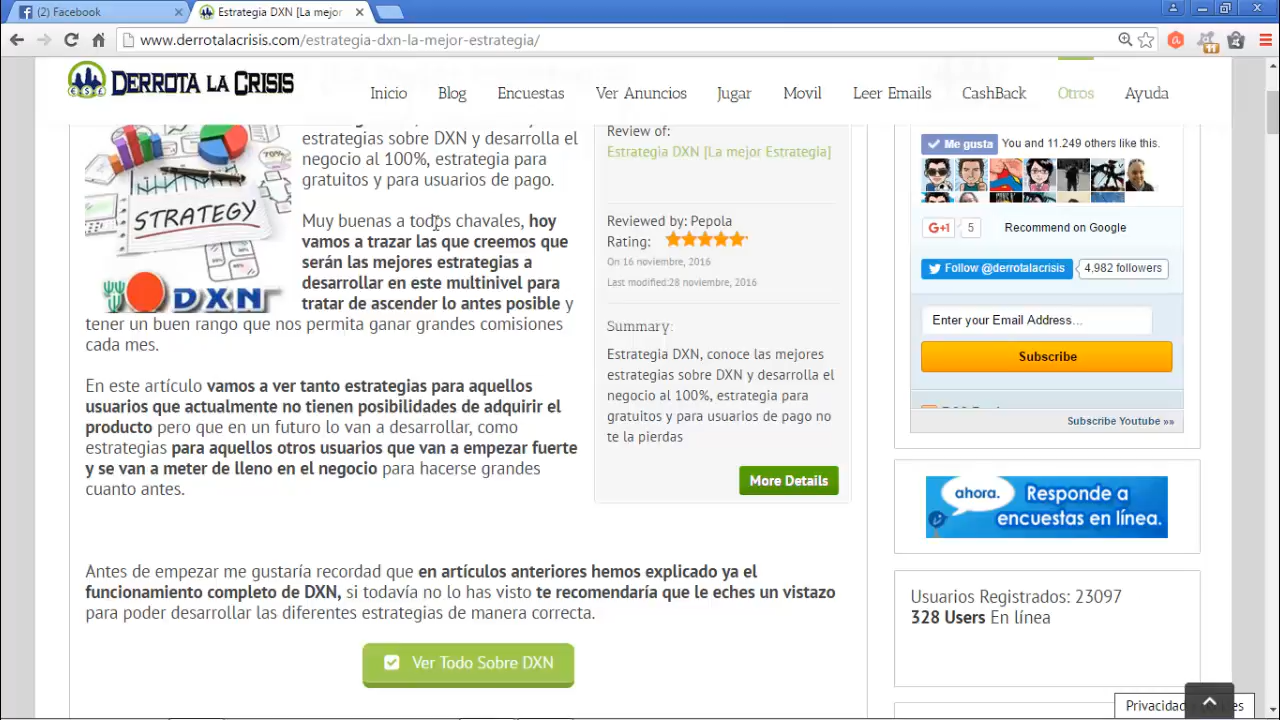 (2) Facebook
Estrategia DXN [La mejor
www.derrotalacrisis.com/estrategia-dxn-la-mejor-estrategia/
11
DERROTA LA CRISIS
Inicio
Blog
Encuestas
Ver Anuncios
Jugar
Movil
Leer Emails
CashBack
Otros
Ayuda
70%
STRATEGY
DXN
estrategias sobre DXN y desarrolla el
negocio al 100%, estrategia para
gratuitos y para usuarios de pago.
Muy buenas a todos chavales, hoy
vamos a trazar las que creemos que
serán las mejores estrategias a
desarrollar en este multinivel para
tratar de ascender lo antes posible y
tener un buen rango que nos permita ganar grandes comisiones
cada mes.
En este artículo vamos a ver tanto estrategias para aquellos
usuarios que actualmente no tienen posibilidades de adquirir el
producto pero que en un futuro lo van a desarrollar, como
estrategias para aquellos otros usuarios que van a empezar fuerte
y se van a meter de lleno en el negocio para hacerse grandes
cuanto antes.
Review of:
Estrategia DXN [La mejor Estrategia]
Reviewed by: Pepola
Rating:
On 16 noviembre, 2016
Last modified:28 noviembre, 2016
Summary:
Estrategia DXN, conoce las mejores
estrategias sobre DXN y desarrolla el
negocio al 100%, estrategia para
gratuitos y para usuarios de pago no
te la pierdas
More Details
Antes de empezar me gustaría recordad que en artículos anteriores hemos explicado ya el
funcionamiento completo de DXN, si todavía no lo has visto te recomendaría que le eches un vistazo
para poder desarrollar las diferentes estrategias de manera correcta.
Ver Todo Sobre DXN
Me gusta
You and 11.249 others like this.
G+1
5
Recommend on Google
Follow @derrotalacrisis
4,982 followers
Enter your Email Address...
Subscribe
Subscribe Youtube »»
ahora.
Responde a
encuestas en línea.
Usuarios Registrados: 23097
328 Users En línea